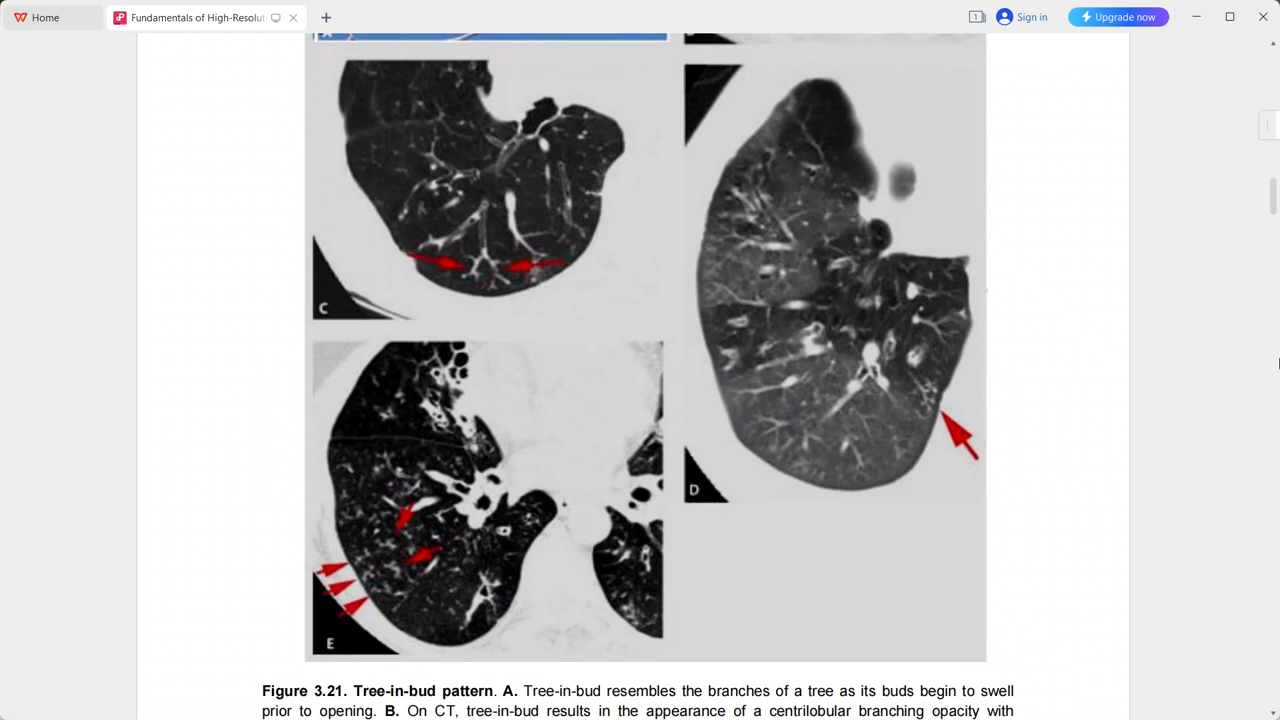 Home
Fundamentals of High-Resolut
1
Sign in
Upgrade now
C
D
E
Figure 3.21. Tree-in-bud pattern. A. Tree-in-bud resembles the branches of a tree as its buds begin to swell
prior to opening. B. On CT, tree-in-bud results in the appearance of a centrilobular branching opacity with